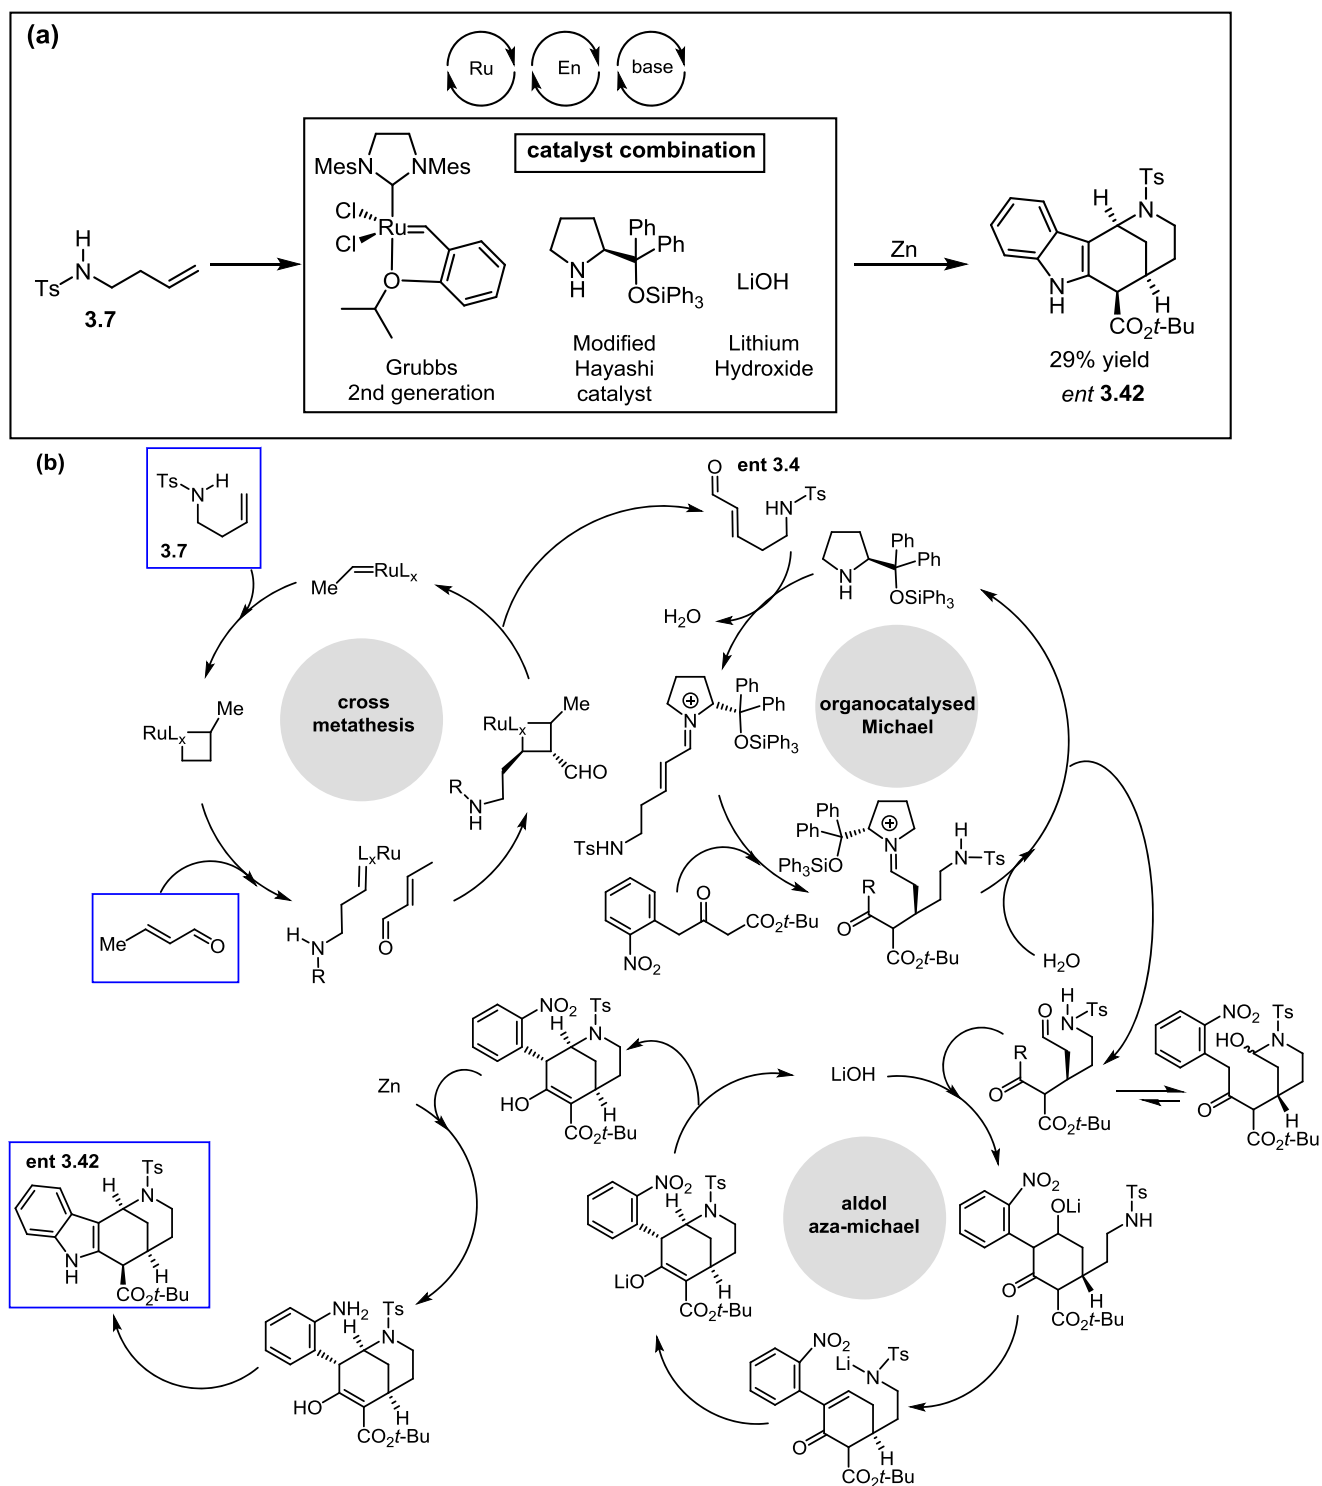 (a)
Ru
En
base
catalyst combination
Mes
N
N
Mes
Cl
Cl
Ru
O
Ph
Ph
N
H
OSiPh3
LiOH
H
N
Ts
3.7
Grubbs
2nd generation
Modified
Hayashi
catalyst
Lithium
Hydroxide
Zn
Ts
H
N
N
H
H
CO2t-Bu
29% yield
ent 3.42
(b)
Ts
N
H
3.7
Me
RuLx
O
ent 3.4
HN
Ts
Ph
Ph
N
H
OSiPh3
H2O
cross
metathesis
organocatalysed
Michael
RuLx
Me
RuLx
Me
CHO
R
N
H
Ph
Ph
N
OSiPh3
TsHN
Me
O
LxRu
H
N
R
O
O
CO2t-Bu
NO2
Ph
Ph
Ph3SiO
N
H
N
Ts
R
O
CO2t-Bu
H2O
NO2
Ts
H
N
HO
CO2t-Bu
H
Zn
LiOH
O
H
N
Ts
R
O
CO2t-Bu
NO2
Ts
HO
N
O
H
CO2t-Bu
ent 3.42
Ts
H
N
N
H
H
CO2t-Bu
NO2
Ts
H
N
LiO
H
CO2t-Bu
aldol
aza-michael
NO2
OLi
Ts
NH
O
H
CO2t-Bu
NH2
Ts
H
N
HO
H
CO2t-Bu
NO2
Li
N
Ts
O
H
CO2t-Bu